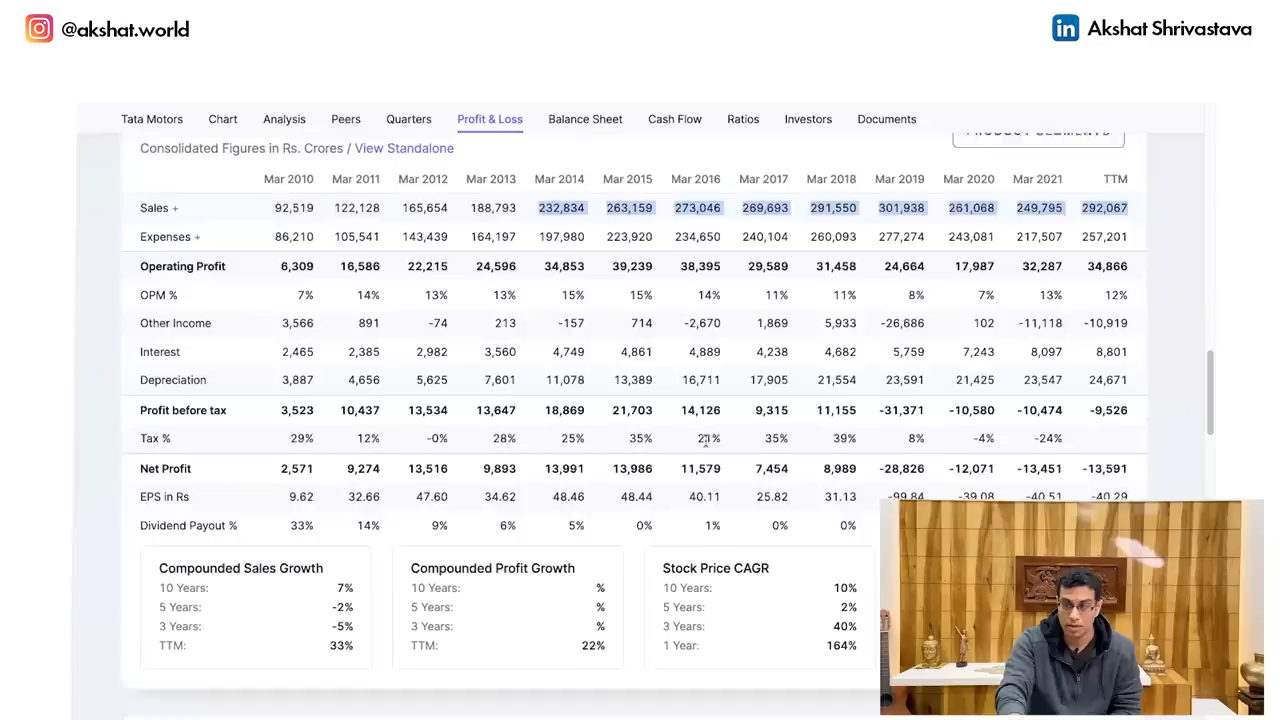 @akshat.world
in Akshat Shrivastava
Tata Motors Chart Analysis Peers Quarters Profit & Loss Balance Sheet Cash Flow Ratios Investors Documents
Consolidated Figures in Rs. Crores / View Standalone
Mar 2010 Mar 2011 Mar 2012 Mar 2013 Mar 2014 Mar 2015 Mar 2016 Mar 2017 Mar 2018 Mar 2019 Mar 2020 Mar 2021 TTM
Sales + 92,519 122,128 165,654 188,793 232,834 263,159 273,046 269,693 291,550 301,938 261,068 249,795 292,067
Expenses + 86,210 105,541 143,439 164,197 197,980 223,920 234,650 240,104 260,093 277,274 243,081 217,507 257,201
Operating Profit 6,309 16,586 22,215 24,596 34,853 39,239 38,395 29,589 31,458 24,664 17,987 32,287 34,866
OPM % 7% 14% 13% 13% 15% 15% 14% 11% 11% 8% 7% 13% 12%
Other Income 3,566 891 -74 213 -157 714 -2,670 1,869 5,933 -26,686 102 -11,118 -10,919
Interest 2,465 2,385 2,982 3,560 4,749 4,861 4,889 4,238 4,682 5,759 7,243 8,097 8,801
Depreciation 3,887 4,656 5,625 7,601 11,078 13,389 16,711 17,905 21,554 23,591 21,425 23,547 24,671
Profit before tax 3,523 10,437 13,534 13,647 18,869 21,703 14,126 9,315 11,155 -31,371 -10,580 -10,474 -9,526
Tax % 29% 12% -0% 28% 25% 35% 21% 35% 39% 8% -4% -24%
Net Profit 2,571 9,274 13,516 9,893 13,991 13,986 11,579 7,454 8,989 -28,826 -12,071 -13,451 -13,591
EPS in Rs 9.62 32.66 47.60 34.62 48.46 48.44 40.11 25.82 31.13 -99.84 -39.08 -40.51 -40.29
Dividend Payout % 33% 14% 9% 6% 5% 0% 1% 0% 0%
Compounded Sales Growth
10 Years: 7%
5 Years: -2%
3 Years: -5%
TTM: 33%
Compounded Profit Growth
10 Years: %
5 Years: %
3 Years: %
TTM: 22%
Stock Price CAGR
10 Years: 10%
5 Years: 2%
3 Years: 40%
1 Year: 164%